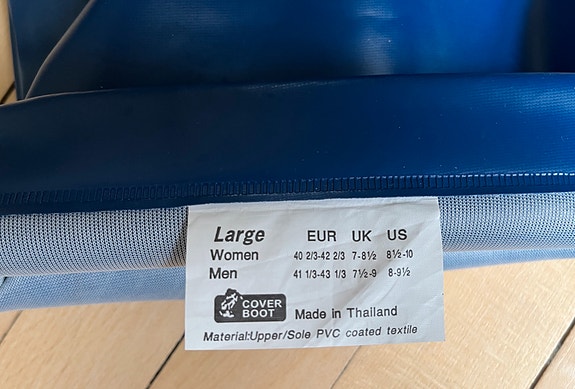 Large EUR UK US
Women 40 2/3-42 2/3 7-8½ 8½-10
Men 41 1/3-43 1/3 7½-9 8-9½
COVER BOOT Made in Thailand
Material:Upper/Sole PVC coated textile